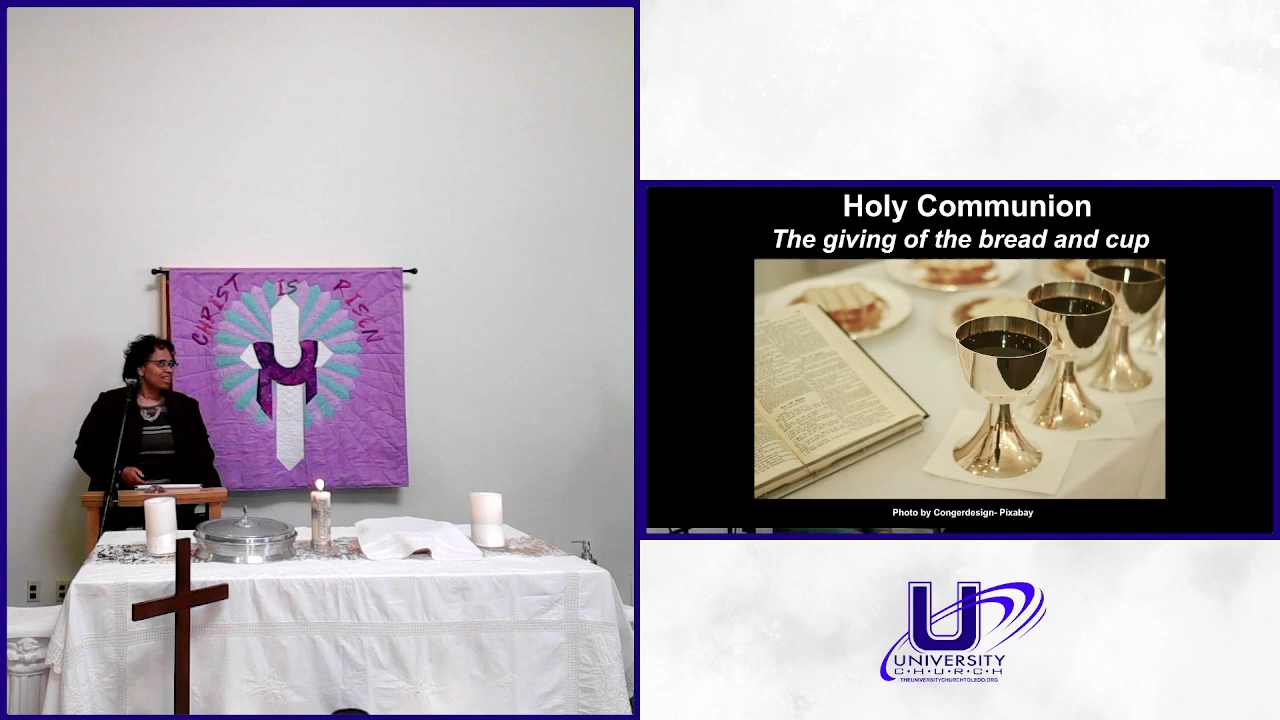 CHRIST IS RISEN
Holy Communion
The giving of the bread and cup
Photo by Congerdesign- Pixabay
U
UNIVERSITY
C·H·U·R·C·H
THEUNIVERSITYCHURCHTOLEDO.ORG